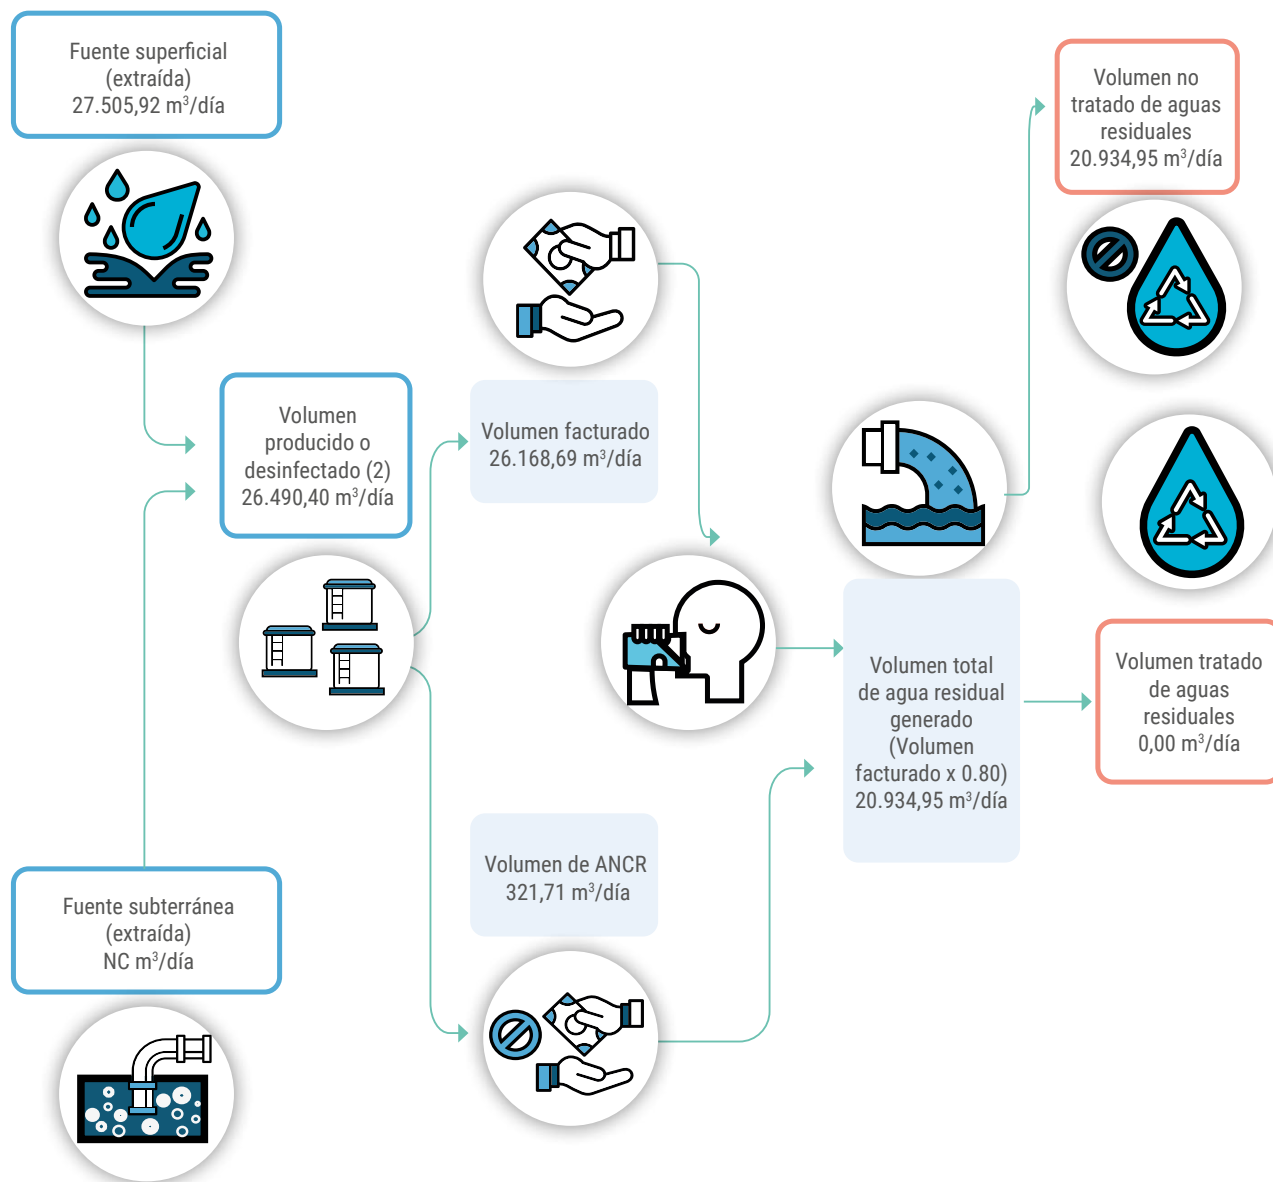 Fuente superficial
(extraída)
27.505,92 m³/día
Volumen no
tratado de aguas
residuales
20.934,95 m³/día
Volumen
producido o
desinfectado (2)
26.490,40 m³/día
Volumen facturado
26.168,69 m³/día
Volumen total
de agua residual
generado
(Volumen
facturado x 0.80)
20.934,95 m³/día
Volumen tratado
de aguas
residuales
0,00 m³/día
Volumen de ANCR
321,71 m³/día
Fuente subterránea
(extraída)
NC m³/día